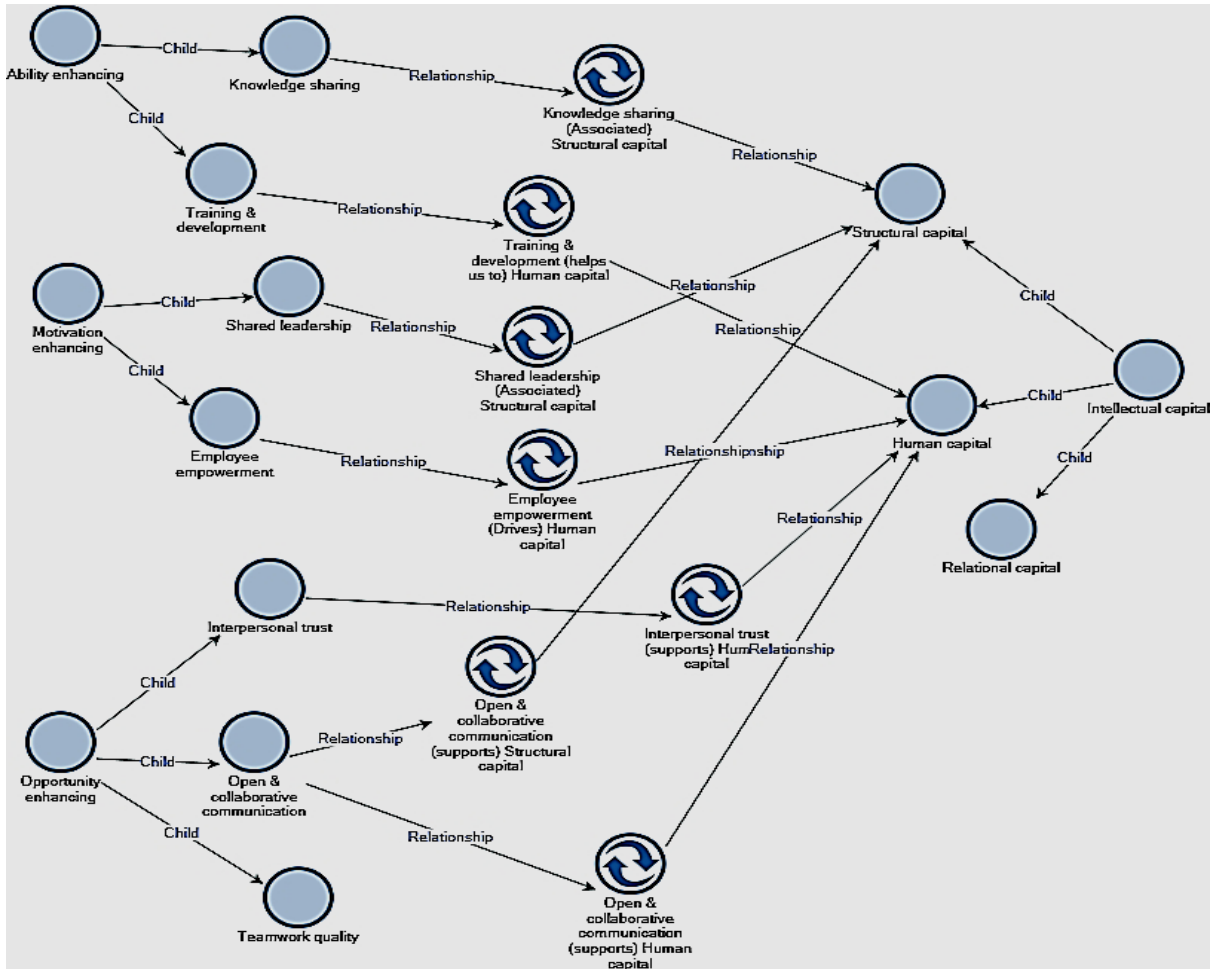 Child
Ability enhancing
Knowledge sharing
Relationship
Knowledge sharing
(Associated)
Structural capital
Child
Relationship
Training &
development
Relationship
Training &
development (helps
us to) Human capital
Structural capital
Motivation
enhancing
Child
Shared leadership
Relationship
Relationship
Relationship
Child
Shared leadership
(Associated)
Structural capital
Child
Employee
empowerment
Relationship
Employee
empowerment
(Drives) Human
capital
Relationship
Human capital
Child
Intellectual capital
Child
Relationship
Relational capital
Interpersonal trust
Relationship
Interpersonal trust
(supports) Human
capital
Relationship
Child
Opportunity
enhancing
Child
Open &
collaborative
communication
Relationship
Open &
collaborative
communication
(supports) Structural
capital
Relationship
Child
Teamwork quality
Open &
collaborative
communication
(supports) Human
capital